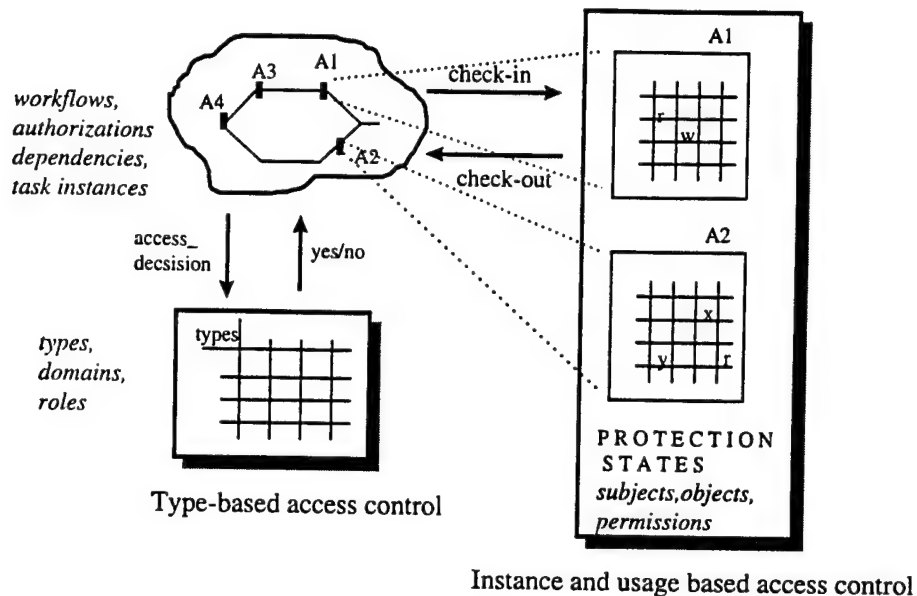 workflows,
authorizations
dependencies,
task instances
A3
A1
A4
A2
check-in
check-out
access_
decsision
yes/no
types,
domains,
roles
types
Type-based access control
A1
r
w
A2
x
y
r
PROTECTION
STATES
subjects,objects,
permissions
Instance and usage based access control